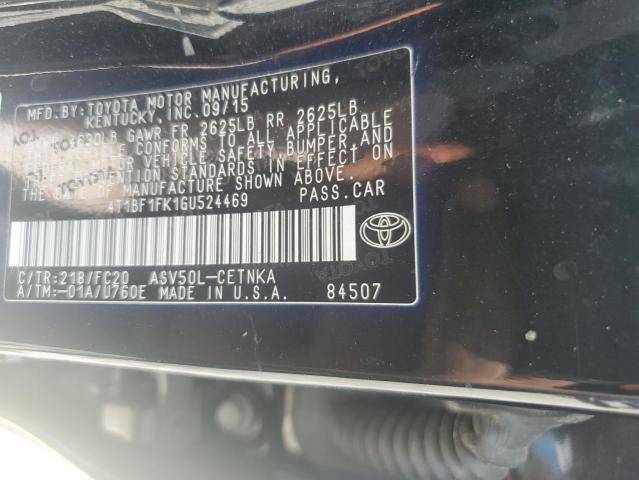 MFD.BY:TOYOTA MOTOR MANUFACTURING,
KENTUCKY, INC. 09/15
GAWR FR 2625LB RR 2625LB
CONFORMS TO ALL APPLICABLE
VEHICLE SAFETY, BUMPER, AND
STANDARDS IN EFFECT ON
THE DATE OF MANUFACTURE SHOWN ABOVE.
4T1BF1FK1GU524469 PASS.CAR
C/TR:218/FC20 ASV50L-CETNKA
A/TM:-01A/U760E MADE IN U.S.A. 84507